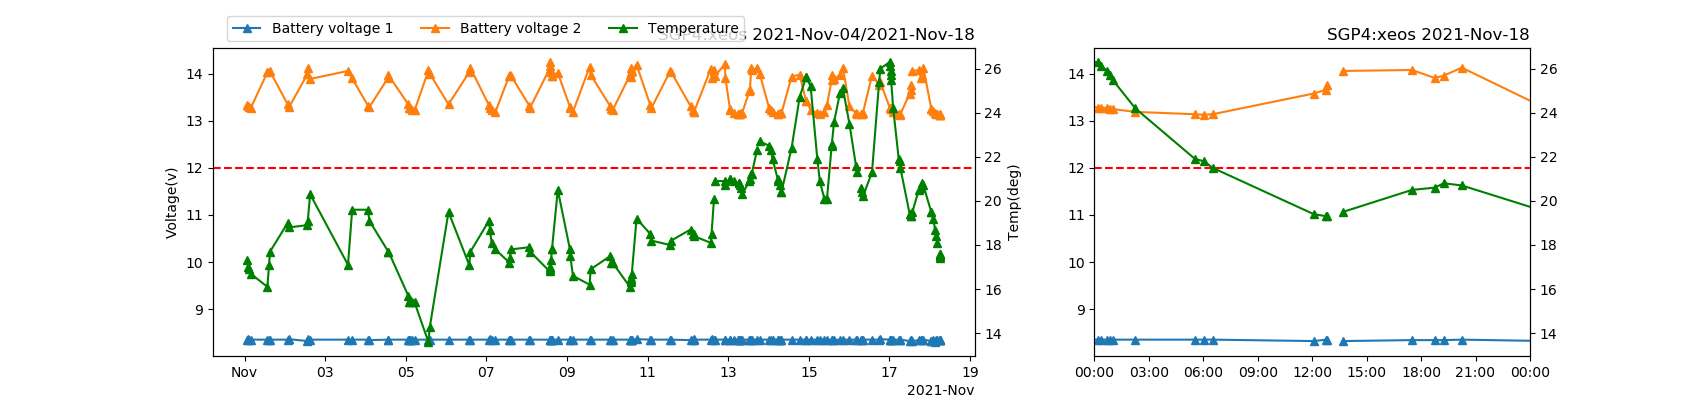 Battery voltage 1 Battery voltage 2 Temperature
SGP4:xeos 2021-Nov-04/2021-Nov-18
SGP4:xeos 2021-Nov-18
14 26 14 26
13 24 13 24
12 22 12 22
11 20 11 20
10 18 10 18
9 16 9 16
14 14
Voltage(v)
Temp(deg)
Nov 03 05 07 09 11 13 15 17 19
2021-Nov
00:00 03:00 06:00 09:00 12:00 15:00 18:00 21:00 00:00